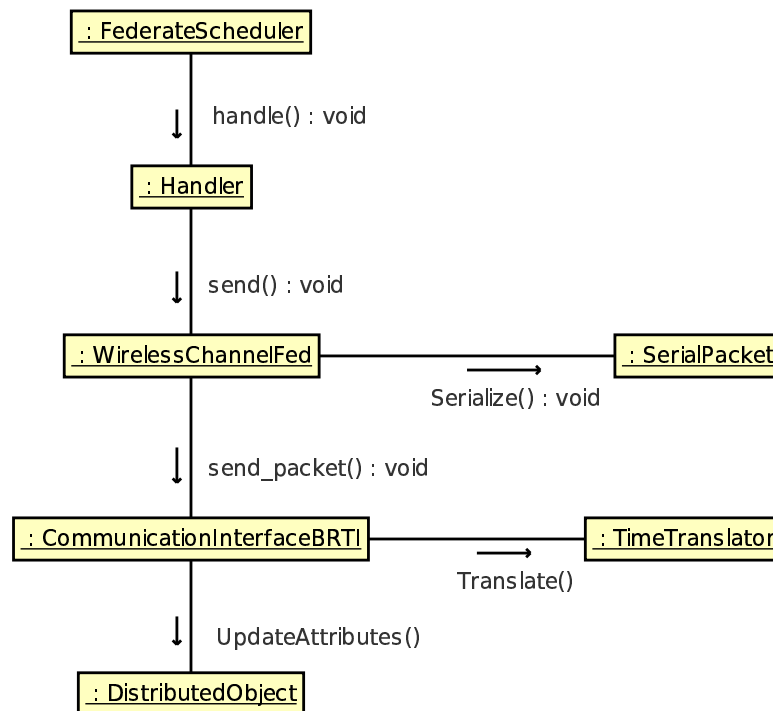 : FederateScheduler
handle() : void
: Handler
send() : void
: WirelessChannelFed
: SerialPacket
Serialize() : void
send_packet() : void
: CommunicationInterfaceBRTI
: TimeTranslator
Translate()
UpdateAttributes()
: DistributedObject